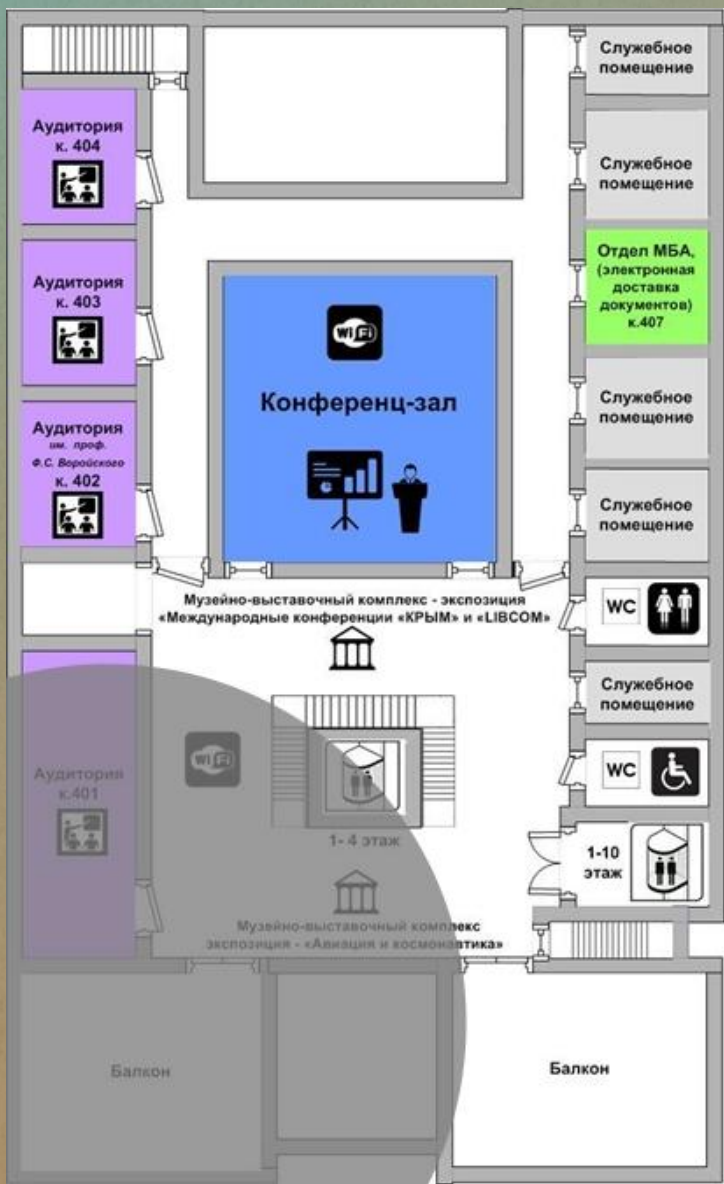 Служебное
помещение
Аудитория
к. 404
Служебное
помещение
Отдел МБА,
(электронная
доставка
документов)
к.407
Аудитория
к. 403
WiFi
Конференц-зал
Служебное
помещение
Аудитория
им. проф.
Ф.С. Воройского
к. 402
Служебное
помещение
Музейно-выставочный комплекс - экспозиция
«Международные конференции «КРЫМ» и «LIBCOM»
WC
Служебное
помещение
WiFi
Аудитория
к.401
WC
1- 4 этаж
1-10
этаж
Музейно-выставочный комплекс
экспозиция - «Авиация и космонавтика»
Балкон
Балкон